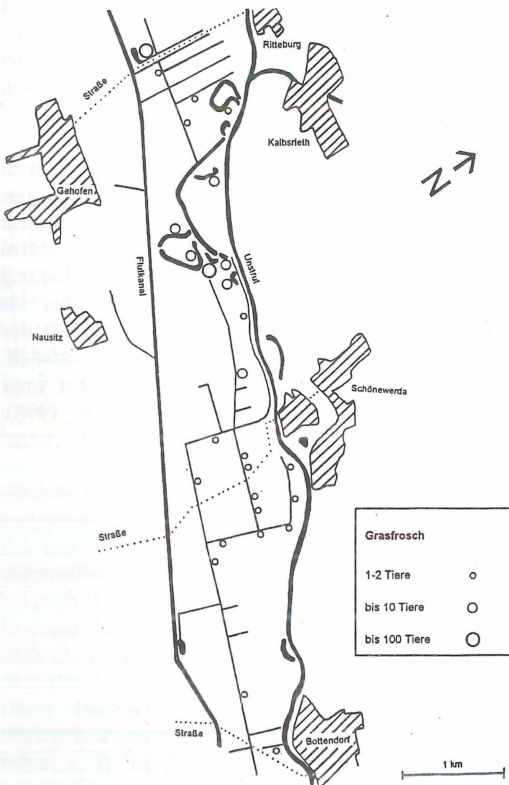 Ritteburg
Straße
Kalbsrieth
N
Gehofen
Unstrut
Flutkanal
Nausitz
Schönewerda
Straße
Grasfrosch
1-2 Tiere
bis 10 Tiere
bis 100 Tiere
Straße
Bottendorf
1 km